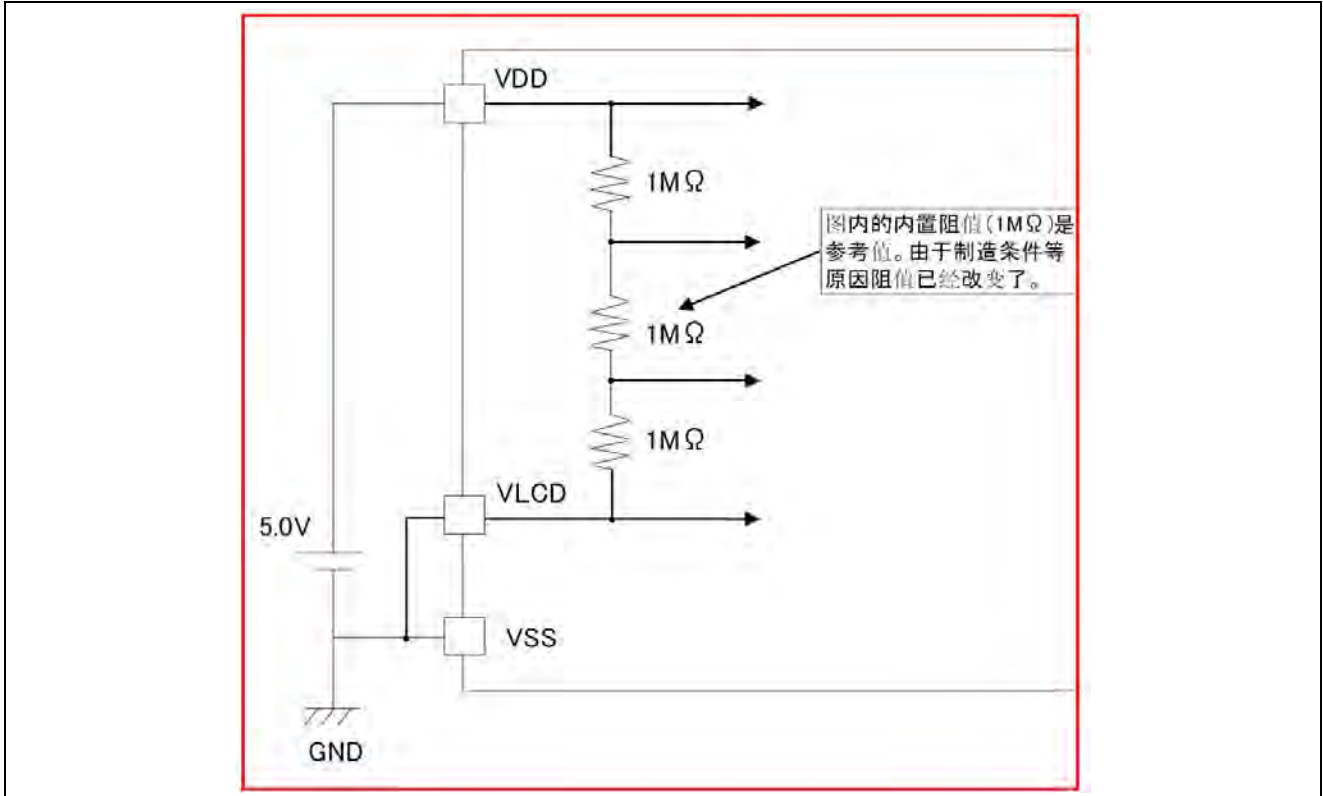 VDD
1MΩ
图内的内置阻值(1MΩ)是
参考值。由于制造条件等
原因阻值已经改变了。
1MΩ
1MΩ
VLCD
5.0V
VSS
GND